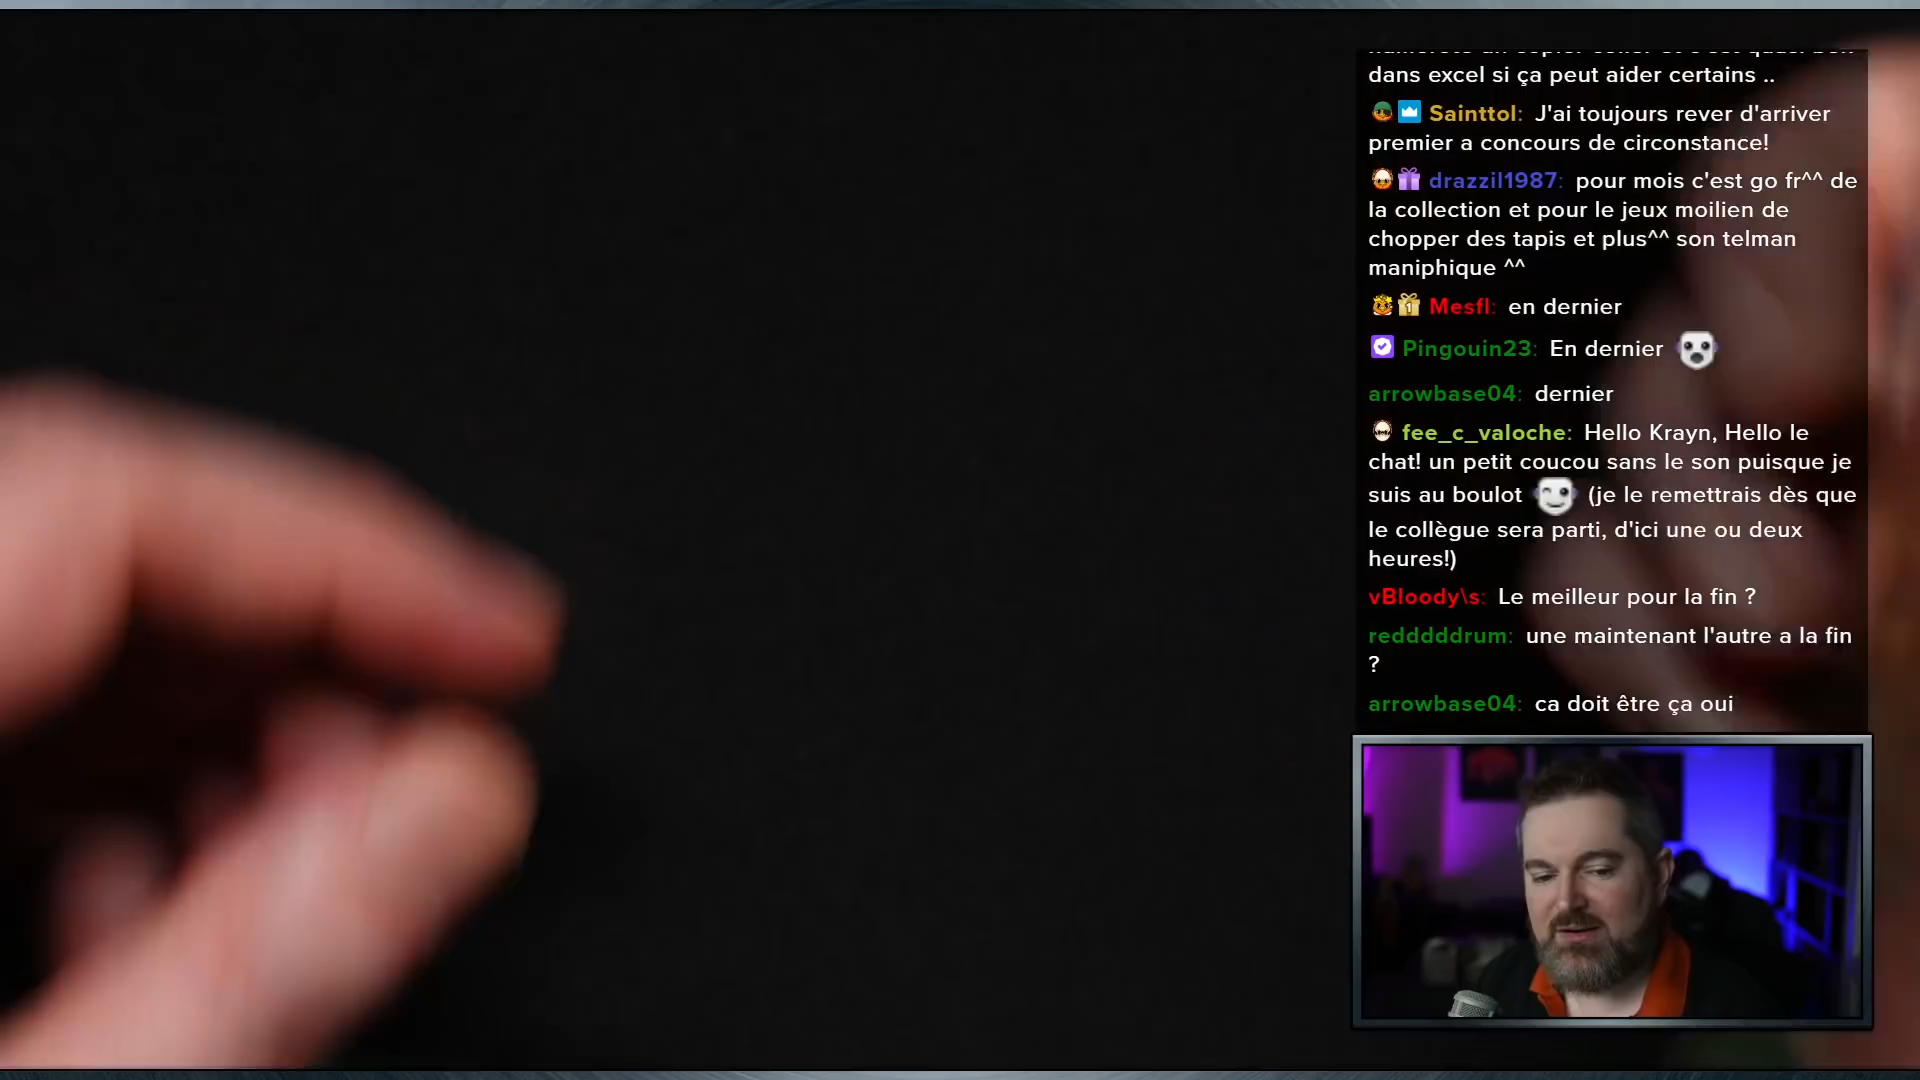 dans excel si ça peut aider certains ..
Sainttol: J'ai toujours rever d'arriver
premier a concours de circonstance!
drazzil1987: pour mois c'est go fr^^ de
la collection et pour le jeux moilien de
chopper des tapis et plus^^ son telman
maniphique ^^
Mesfl: en dernier
Pingouin23: En dernier
arrowbase04: dernier
fee_c_valoche: Hello Krayn, Hello le
chat! un petit coucou sans le son puisque je
suis au boulot (je le remettrais dès que
le collègue sera parti, d'ici une ou deux
heures!)
vBloody\s: Le meilleur pour la fin ?
redddddrum: une maintenant l'autre a la fin
?
arrowbase04: ca doit être ça oui